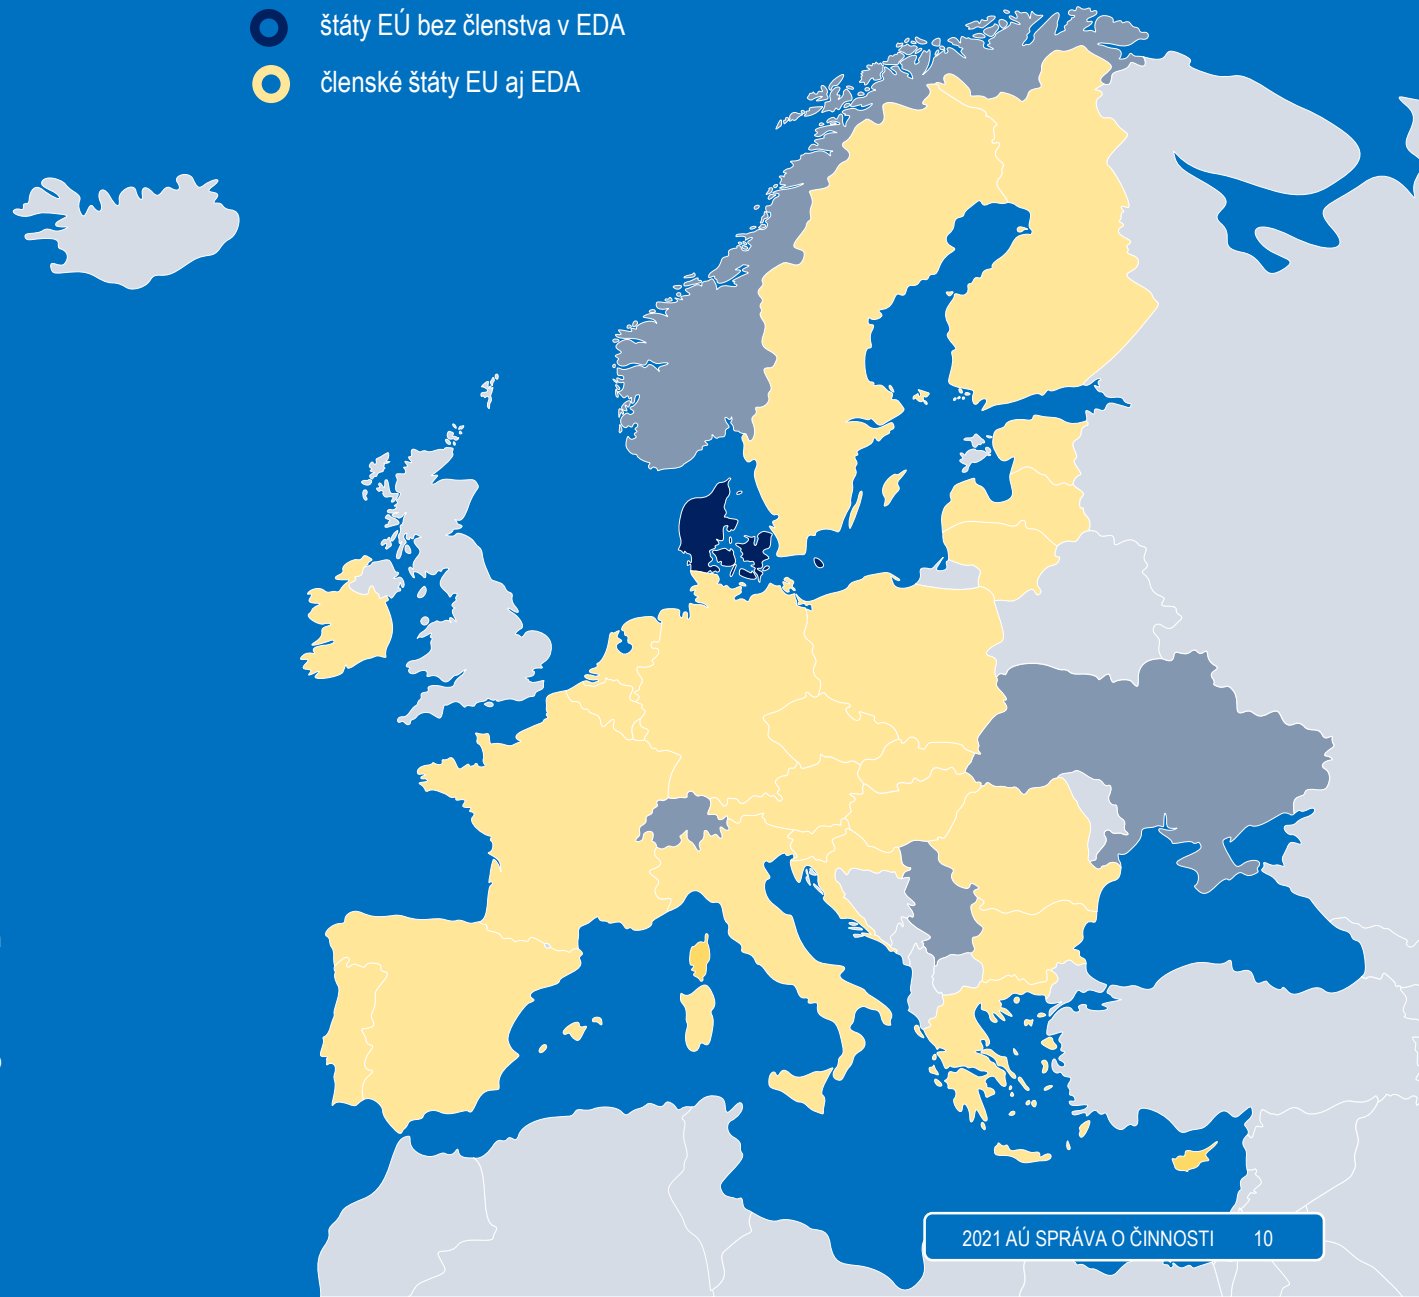 štáty EÚ bez členstva v EDA
členské štáty EU aj EDA
2021 AÚ SPRÁVA O ČINNOSTI 10